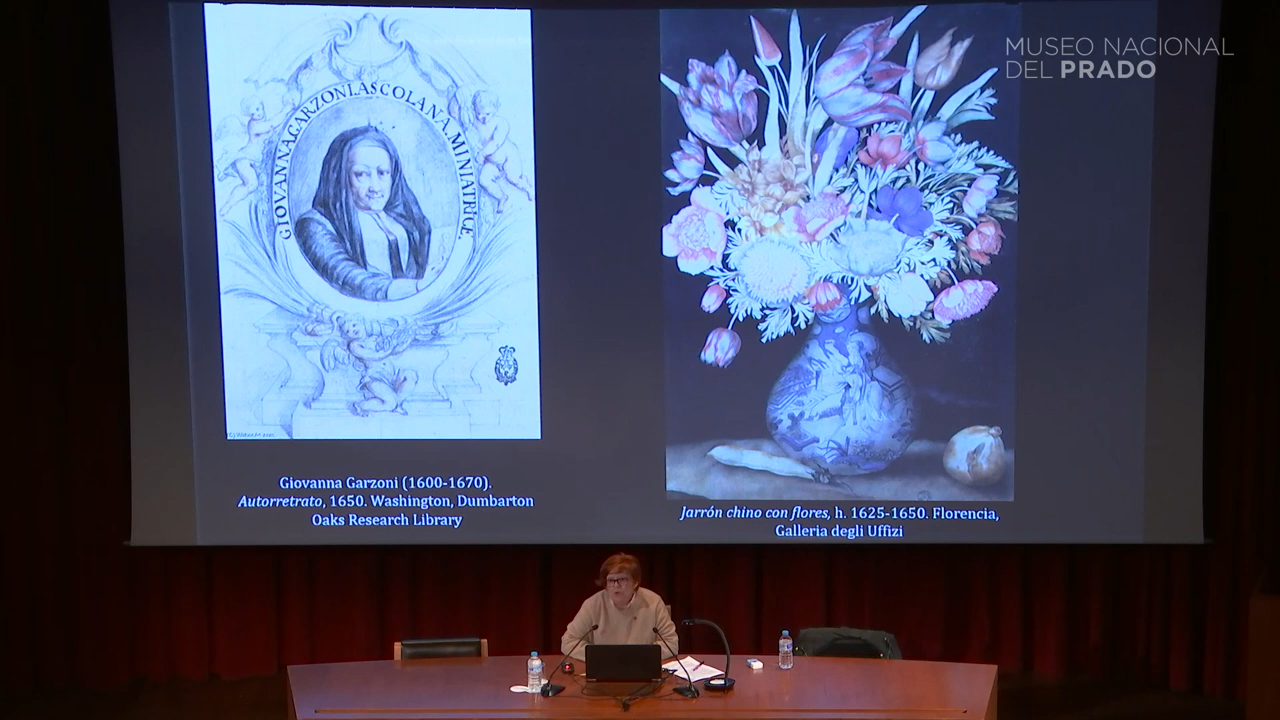 MUSEO NACIONAL
DEL PRADO
GIOVANNA GARZONI ASCOLANA MINIATRICE.
Giovanna Garzoni (1600-1670).
Autorretrato, 1650. Washington, Dumbarton
Oaks Research Library
Jarrón chino con flores, h. 1625-1650. Florencia,
Galleria degli Uffizi